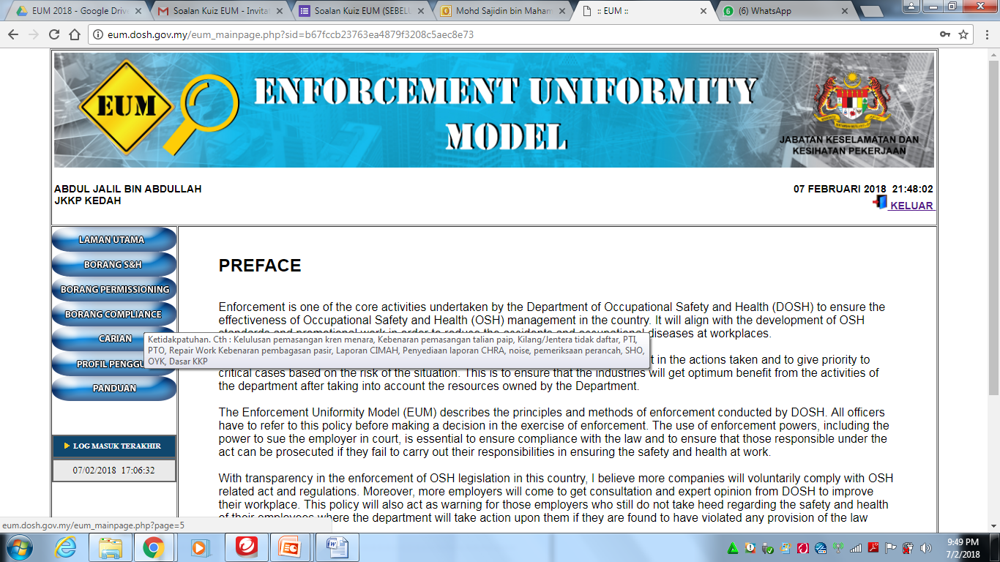 EUM 2018 - Google Drive
Soalan Kuiz EUM - Invitat
Soalan Kuiz EUM (SEBELL
Mohd Sajidin bin Maham
:: EUM ::
(6) WhatsApp
eum.dosh.gov.my/eum_mainpage.php?sid=b67fccb23763ea4879f3208c5aec8e73
EUM
ENFORCEMENT UNIFORMITY
MODEL
JABATAN KESELAMATAN DAN
KESIHATAN PEKERJAAN
ABDUL JALIL BIN ABDULLAH
JKKP KEDAH
07 FEBRUARI 2018 21:48:02
KELUAR
LAMAN UTAMA
BORANG S&H
BORANG PERMISSIONING
BORANG COMPLIANCE
CARIAN
PROFIL PENGGU
PANDUAN
LOG MASUK TERAKHIR
07/02/2018 17:06:32
PREFACE
Enforcement is one of the core activities undertaken by the Department of Occupational Safety and Health (DOSH) to ensure the
effectiveness of Occupational Safety and Health (OSH) management in the country. It will align with the development of OSH
standards and promotional work in order to reduce the accidents and occupational diseases at workplaces.
Ketidakpatuhan. Cth : Kelulusan pemasangan kren menara, Kebenaran pemasangan talian paip, Kilang/Jentera tidak daftar, PTI,
PTO, Repair Work Kebenaran pembagasan pasir, Laporan CIMAH, Penyediaan laporan CHRA, noise, pemeriksaan perancah, SHO,
OYK, Dasar KKP
t in the actions taken and to give priority to
critical cases based on the risk of the situation. This is to ensure that the industries will get optimum benefit from the activities of
the department after taking into account the resources owned by the Department.
The Enforcement Uniformity Model (EUM) describes the principles and methods of enforcement conducted by DOSH. All officers
have to refer to this policy before making a decision in the exercise of enforcement. The use of enforcement powers, including the
power to sue the employer in court, is essential to ensure compliance with the law and to ensure that those responsible under the
act can be prosecuted if they fail to carry out their responsibilities in ensuring the safety and health at work.
With transparency in the enforcement of OSH legislation in this country, I believe more companies will voluntarily comply with OSH
related act and regulations. Moreover, more employers will come to get consultation and expert opinion from DOSH to improve
their workplace. This policy will also act as warning for those employers who still do not take heed regarding the safety and health
of their employees where the department will take action upon them if they are found to have violated any provision of the law
eum.dosh.gov.my/eum_mainpage.php?page=5
9:49 PM
7/2/2018